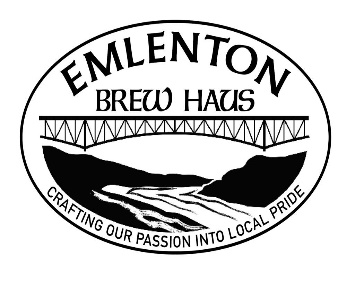 EMLENTON
BREW HAUS
CRAFTING OUR PASSION INTO LOCAL PRIDE